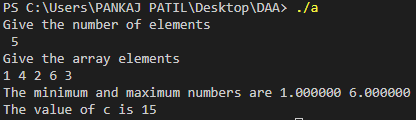 PS C:\Users\PANKAJ PATIL\Desktop\DAA> ./a
Give the number of elements
5
Give the array elements
1 4 2 6 3
The minimum and maximum numbers are 1.000000 6.000000
The value of c is 15